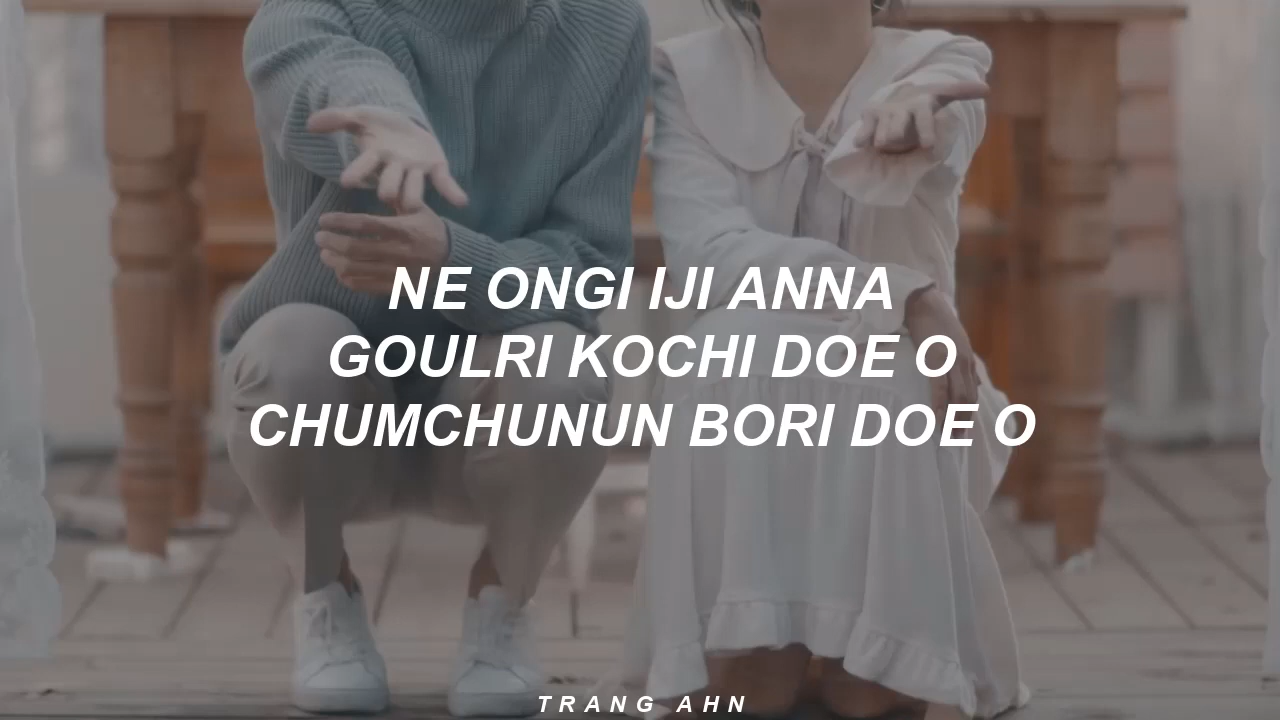 NE ONGI IJI ANNA
GOULRI KOCHI DOE O
CHUMCHUNUN BORI DOE O
TRANG AHN